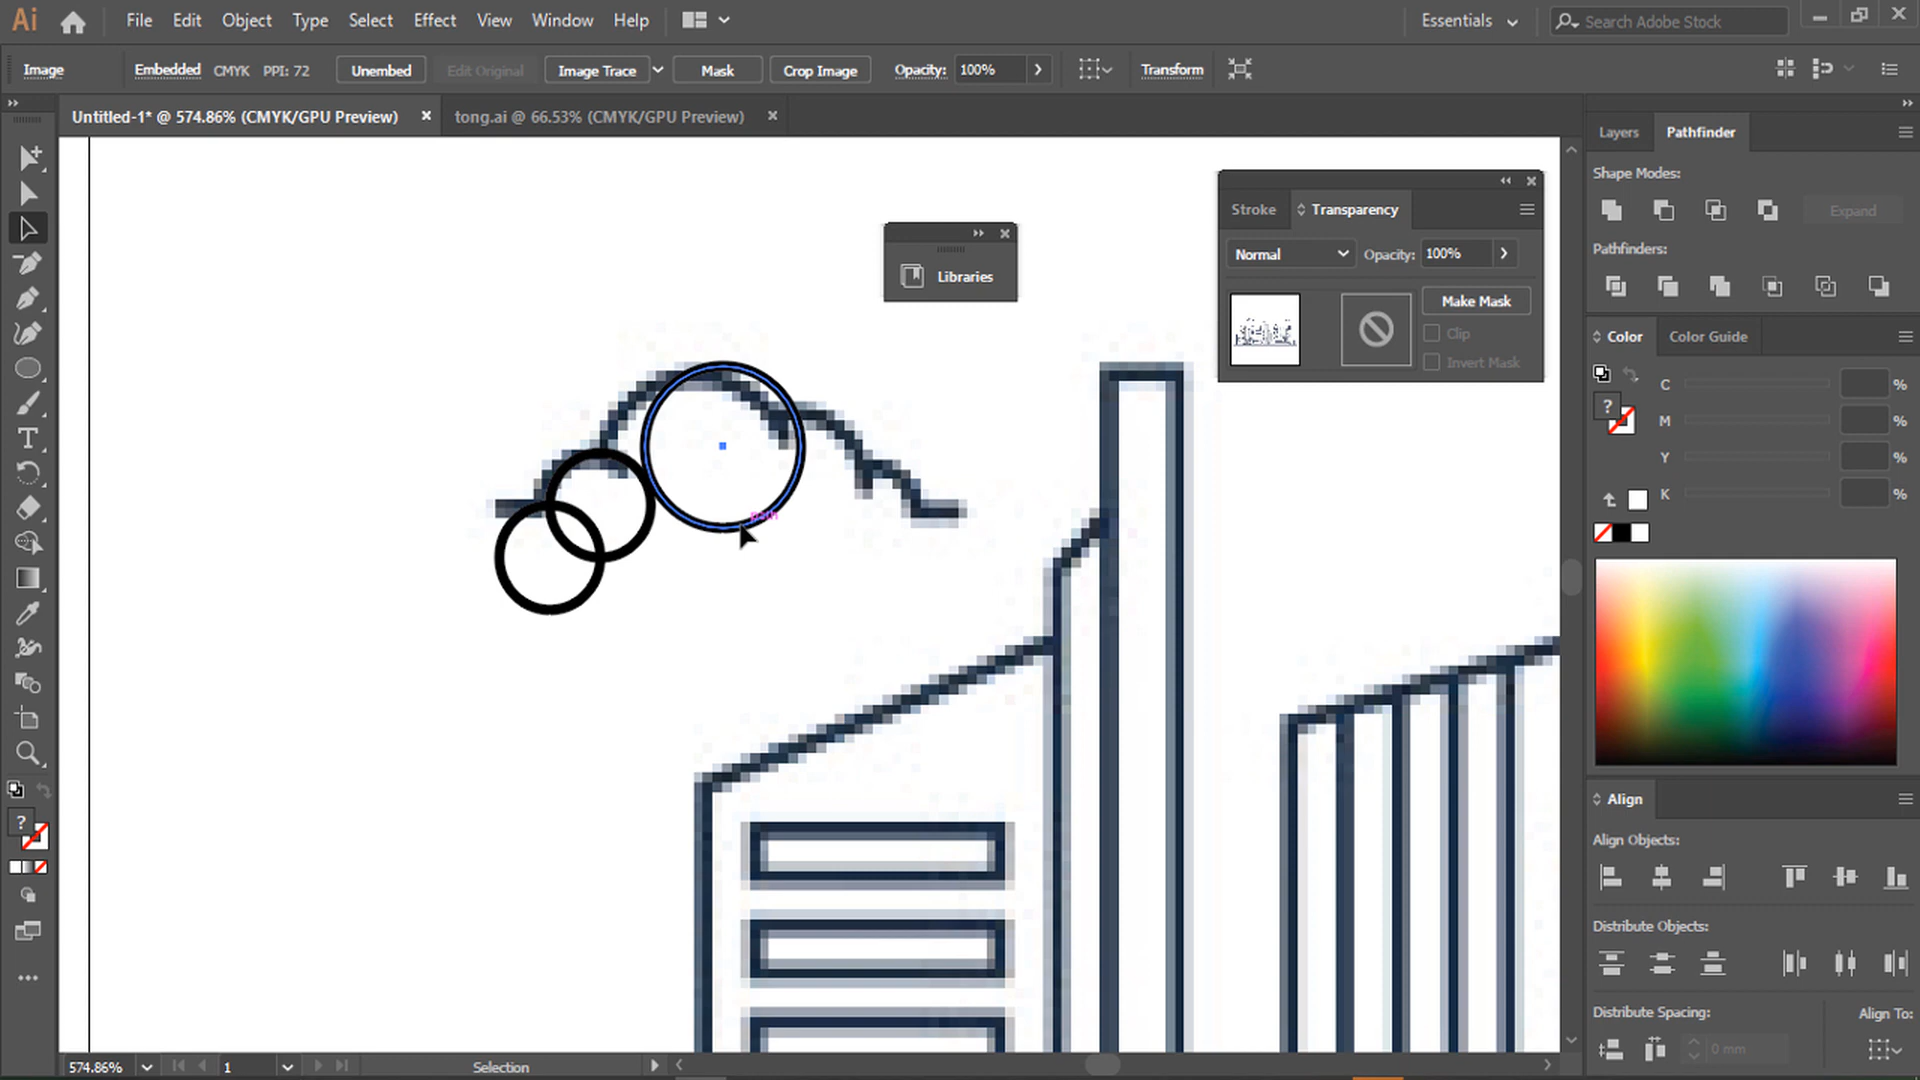 Ai File Edit Object Type Select Effect View Window Help Essentials Search Adobe Stock
Image Embedded CMYK PPI: 72 Unembed Edit Original Image Trace Mask Crop Image Opacity: 100% Transform
Untitled-1* @ 574.86% (CMYK/GPU Preview) tong.ai @ 66.53% (CMYK/GPU Preview)
Layers Pathfinder
Shape Modes:
Expand
Pathfinders:
Stroke Transparency
Normal Opacity: 100%
Make Mask
Clip
Invert Mask
Libraries
path
Color Color Guide
C %
M %
Y %
K %
Align
Align Objects:
Distribute Objects:
Distribute Spacing: Align To:
0 mm
574.86% 1 Selection